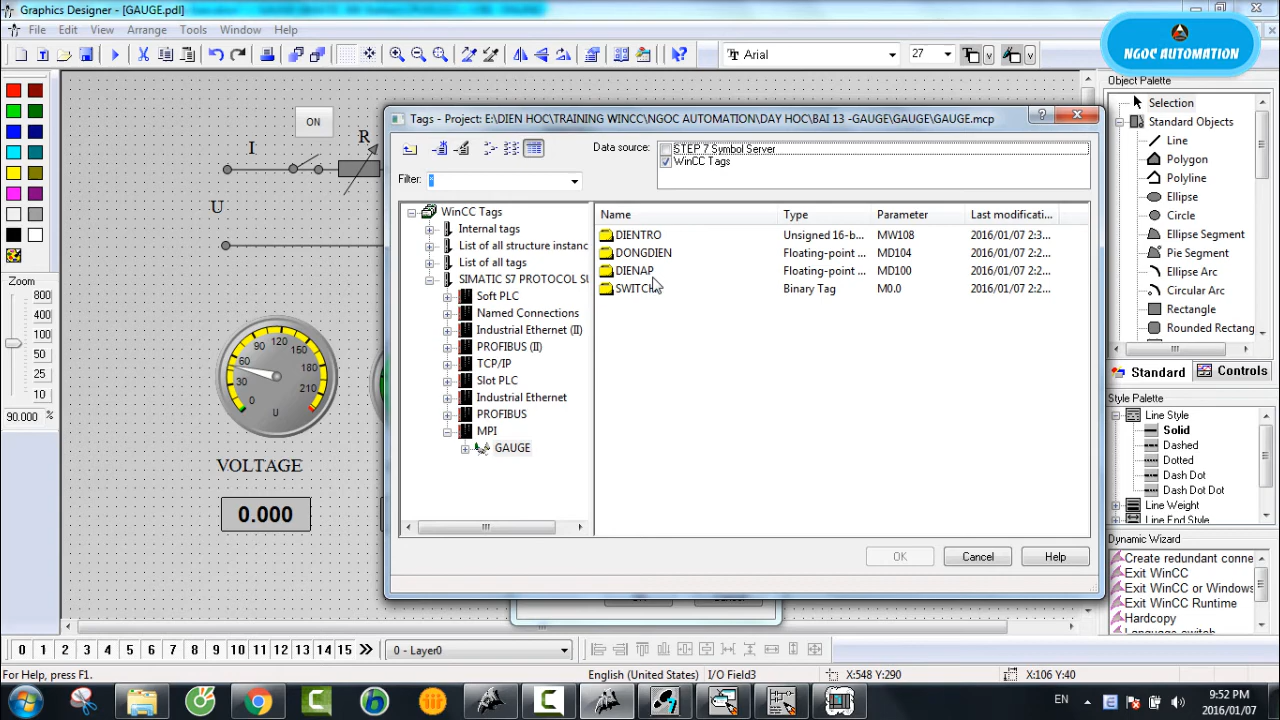 Graphics Designer - [GAUGE.pdl]
File Edit View Arrange Tools Window Help
Arial 27
NGOC AUTOMATION
Object Palette
Selection
Standard Objects
Line
Polygon
Polyline
Ellipse
Circle
Ellipse Segment
Pie Segment
Ellipse Arc
Circular Arc
Rectangle
Rounded Rectang
Standard Controls
Style Palette
Line Style
Solid
Dashed
Dotted
Dash Dot
Dash Dot Dot
Line Weight
Line End Style
Dynamic Wizard
Create redundant conne
Exit WinCC
Exit WinCC or Windows
Exit WinCC Runtime
Hardcopy
Language switch
Zoom
800
400
100
50
25
10
90.000 %
ON
I R
U
0 30 60 90 120 150 180 210
U
VOLTAGE
0.000
Tags - Project: E:\DIEN HOC\TRAINING WINCC\NGOC AUTOMATION\DAY HOC\BAI 13 -GAUGE\GAUGE\GAUGE.mcp
Data source:
STEP 7 Symbol Server
WinCC Tags
Filter: *
WinCC Tags
Internal tags
List of all structure instanc
List of all tags
SIMATIC S7 PROTOCOL SU
Soft PLC
Named Connections
Industrial Ethernet (II)
PROFIBUS (II)
TCP/IP
Slot PLC
Industrial Ethernet
PROFIBUS
MPI
GAUGE
Name Type Parameter Last modificati...
DIENTRO Unsigned 16-b... MW108 2016/01/07 2:3...
DONGDIEN Floating-point ... MD104 2016/01/07 2:2...
DIENAP Floating-point ... MD100 2016/01/07 2:2...
SWITCH Binary Tag M0.0 2016/01/07 2:2...
OK Cancel Help
0 1 2 3 4 5 6 7 8 9 10 11 12 13 14 15
0 - Layer0
For Help, press F1. English (United States) I/O Field3 X:548 Y:290 X:106 Y:40
EN
9:52 PM
2016/01/07